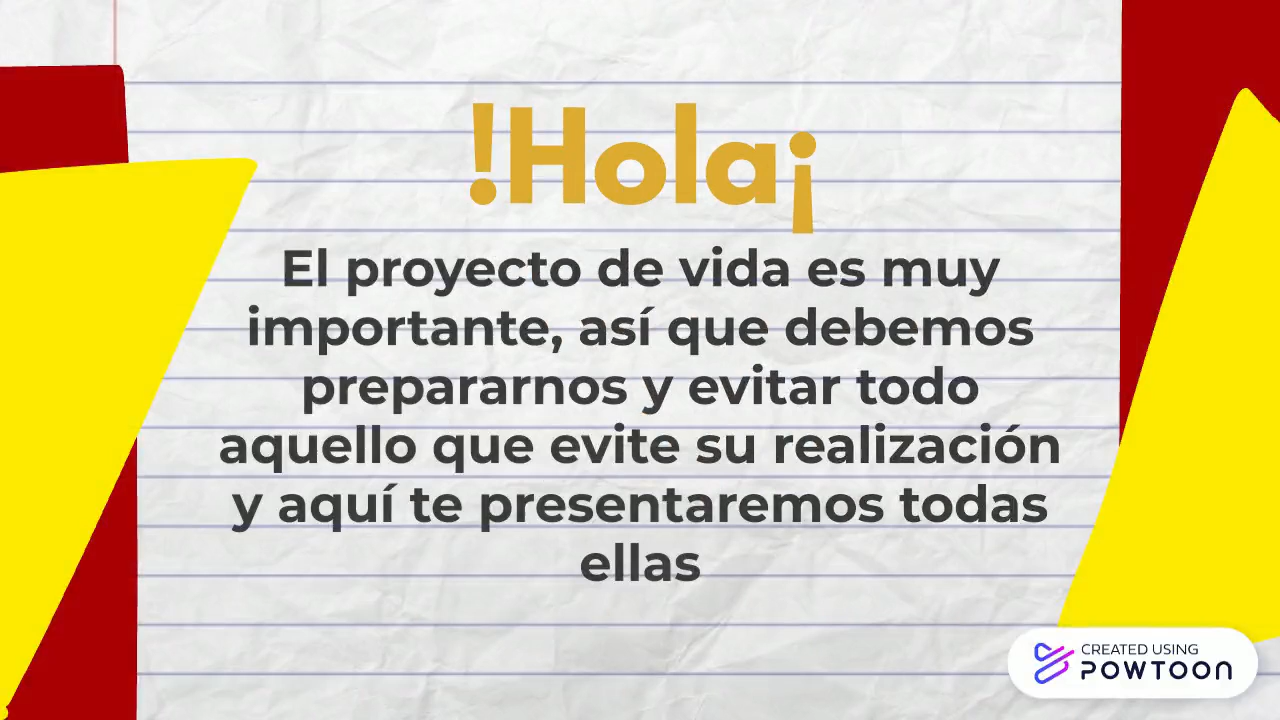 !Hola¡
El proyecto de vida es muy
importante, así que debemos
prepararnos y evitar todo
aquello que evite su realización
y aquí te presentaremos todas
ellas
CREATED USING
POWTOON